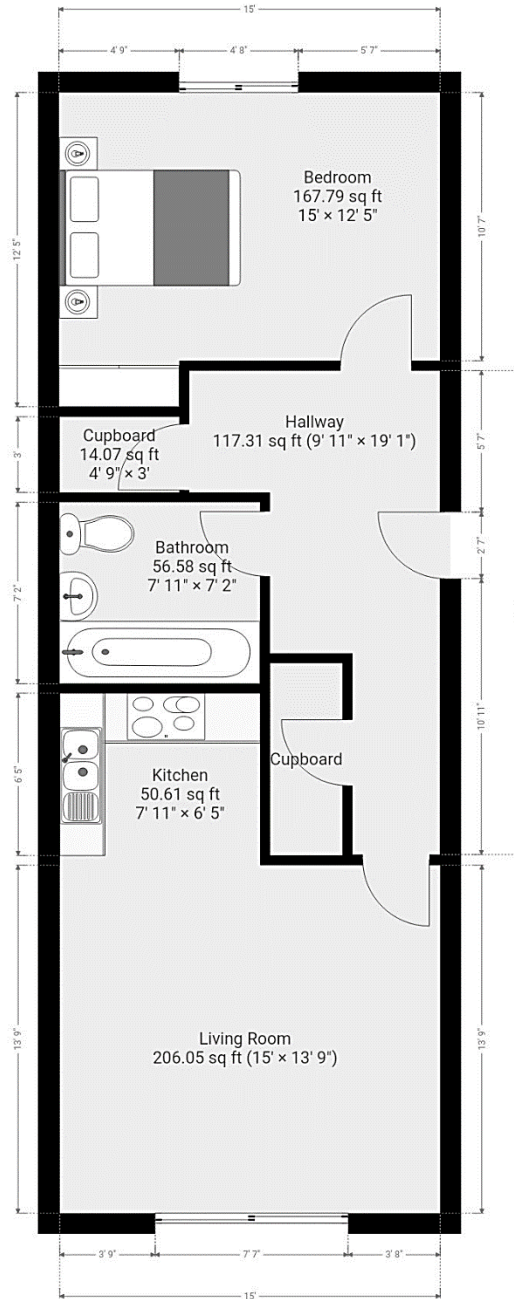 15'
4' 9"
4' 8"
5' 7"
Bedroom
167.79 sq ft
15' × 12' 5"
12' 5"
10' 7"
Hallway
117.31 sq ft (9' 11" × 19' 1")
5' 7"
Cupboard
14.07 sq ft
4' 9" × 3'
3'
2' 7"
Bathroom
56.58 sq ft
7' 11" × 7' 2"
7' 2"
10' 11"
Cupboard
Kitchen
50.61 sq ft
7' 11" × 6' 5"
6' 5"
Living Room
206.05 sq ft (15' × 13' 9")
13' 9"
13' 9"
3' 9"
7' 7"
3' 8"
15'